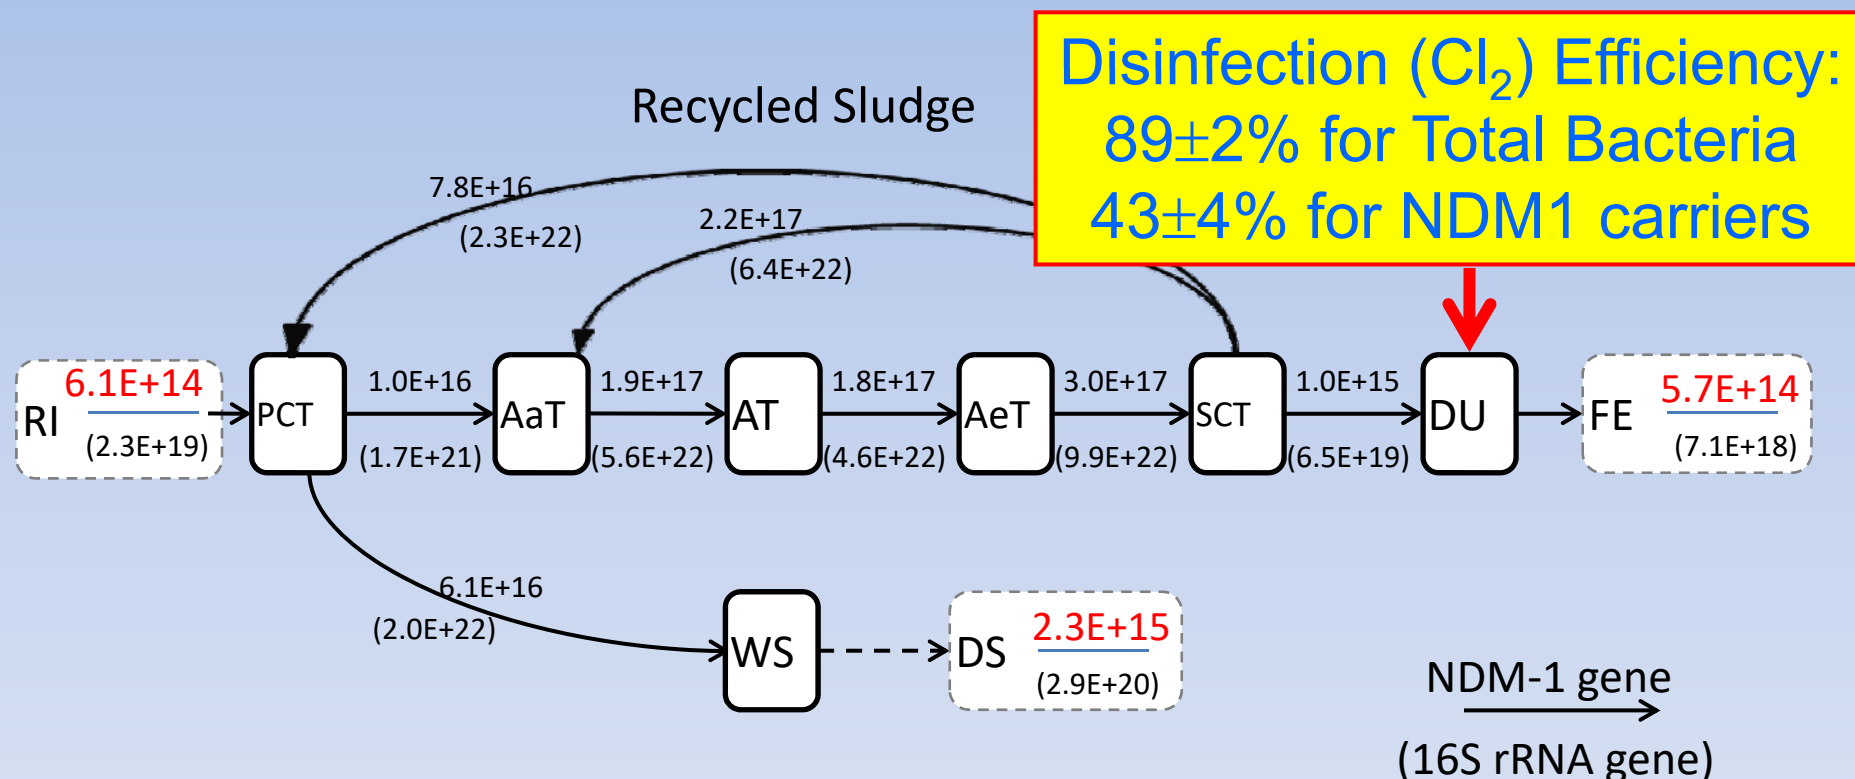 Disinfection (Cl₂) Efficiency:
89±2% for Total Bacteria
43±4% for NDM1 carriers
Recycled Sludge
7.8E+16
(2.3E+22)
2.2E+17
(6.4E+22)
RI
6.1E+14
(2.3E+19)
PCT
1.0E+16
(1.7E+21)
AaT
1.9E+17
(5.6E+22)
AT
1.8E+17
(4.6E+22)
AeT
3.0E+17
(9.9E+22)
SCT
1.0E+15
(6.5E+19)
DU
FE
5.7E+14
(7.1E+18)
6.1E+16
(2.0E+22)
WS
DS
2.3E+15
(2.9E+20)
NDM-1 gene
(16S rRNA gene)